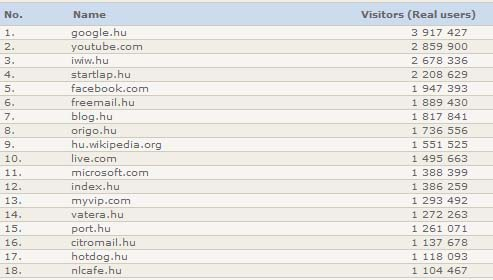 No. Name Visitors (Real users)
1. google.hu 3 917 427
2. youtube.com 2 859 900
3. iwiw.hu 2 678 336
4. startlap.hu 2 208 629
5. facebook.com 1 947 393
6. freemail.hu 1 889 430
7. blog.hu 1 817 841
8. origo.hu 1 736 556
9. hu.wikipedia.org 1 551 525
10. live.com 1 495 663
11. microsoft.com 1 388 399
12. index.hu 1 386 259
13. myvip.com 1 293 492
14. vatera.hu 1 272 263
15. port.hu 1 261 071
16. citromail.hu 1 137 678
17. hotdog.hu 1 118 093
18. nlcafe.hu 1 104 467